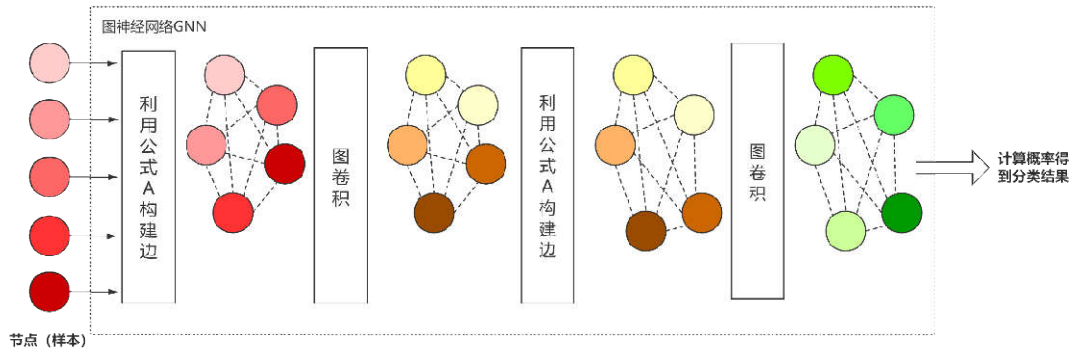 图神经网络GNN
利用公式A构建边
图卷积
利用公式A构建边
图卷积
计算概率得
到分类结果
节点（样本）